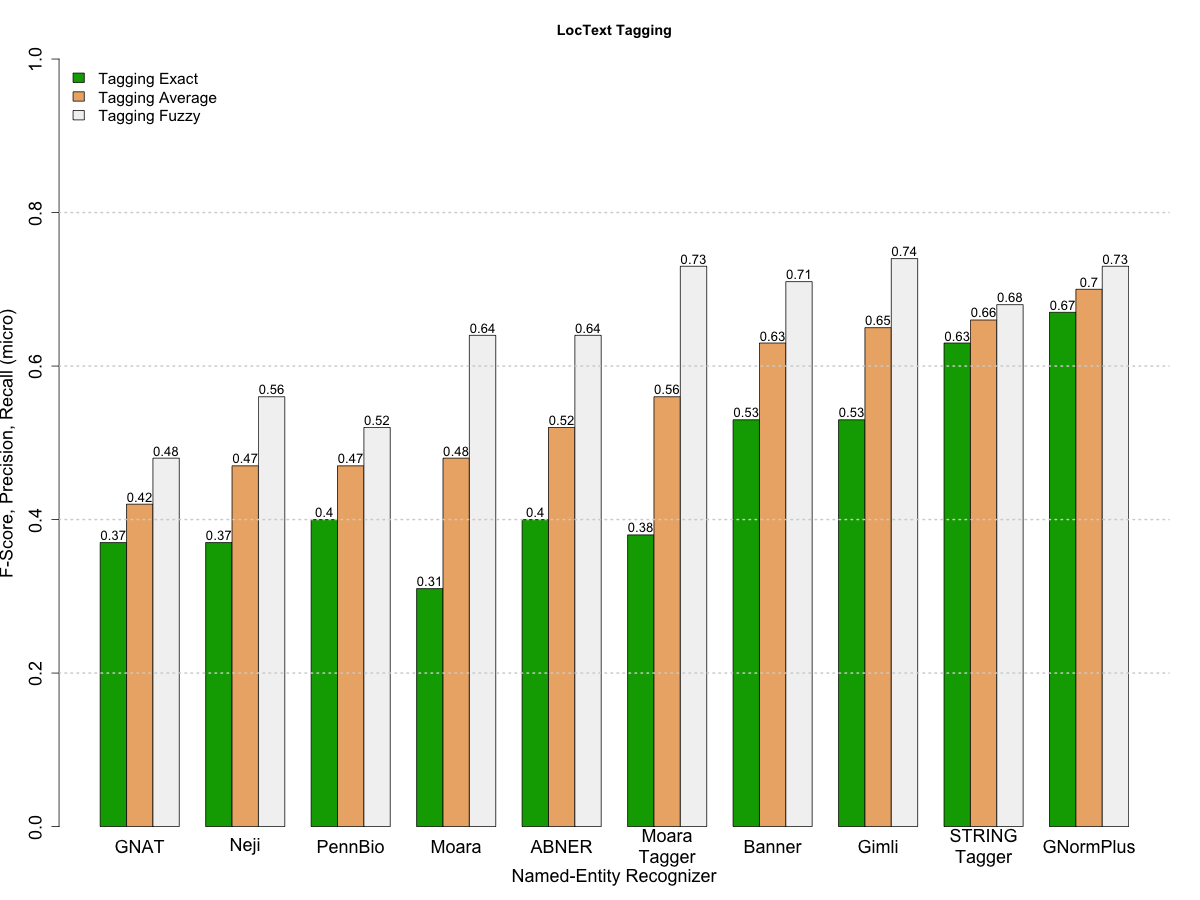 LocText Tagging
Tagging Exact
Tagging Average
Tagging Fuzzy
F-Score, Precision, Recall (micro)
1.0
0.8
0.6
0.4
0.2
0.0
0.37
0.42
0.48
0.37
0.47
0.56
0.4
0.47
0.52
0.31
0.48
0.64
0.4
0.52
0.64
0.38
0.56
0.73
0.53
0.63
0.71
0.53
0.65
0.74
0.63
0.66
0.68
0.67
0.7
0.73
GNAT
Neji
PennBio
Moara
ABNER
Moara
Tagger
Banner
Gimli
STRING
Tagger
GNormPlus
Named-Entity Recognizer